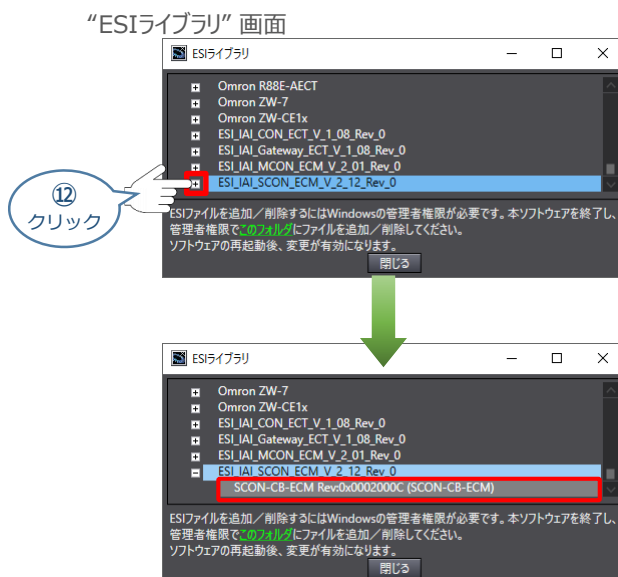 “ESIライブラリ” 画面
ESIライブラリ
Omron R88E-AECT
Omron ZW-7
Omron ZW-CE1x
ESI_IAI_CON_ECT_V_1_08_Rev_0
ESI_IAI_Gateway_ECT_V_1_08_Rev_0
ESI_IAI_MCON_ECM_V_2_01_Rev_0
ESI_IAI_SCON_ECM_V_2_12_Rev_0
⑫
クリック
ESIファイルを追加／削除するにはWindowsの管理者権限が必要です。本ソフトウェアを終了し、
管理者権限でこのフォルダにファイルを追加／削除してください。
ソフトウェアの再起動後、変更が有効になります。
閉じる
ESIライブラリ
Omron ZW-7
Omron ZW-CE1x
ESI_IAI_CON_ECT_V_1_08_Rev_0
ESI_IAI_Gateway_ECT_V_1_08_Rev_0
ESI_IAI_MCON_ECM_V_2_01_Rev_0
ESI_IAI_SCON_ECM_V_2_12_Rev_0
SCON-CB-ECM Rev:0x0002000C (SCON-CB-ECM)
ESIファイルを追加／削除するにはWindowsの管理者権限が必要です。本ソフトウェアを終了し、
管理者権限でこのフォルダにファイルを追加／削除してください。
ソフトウェアの再起動後、変更が有効になります。
閉じる